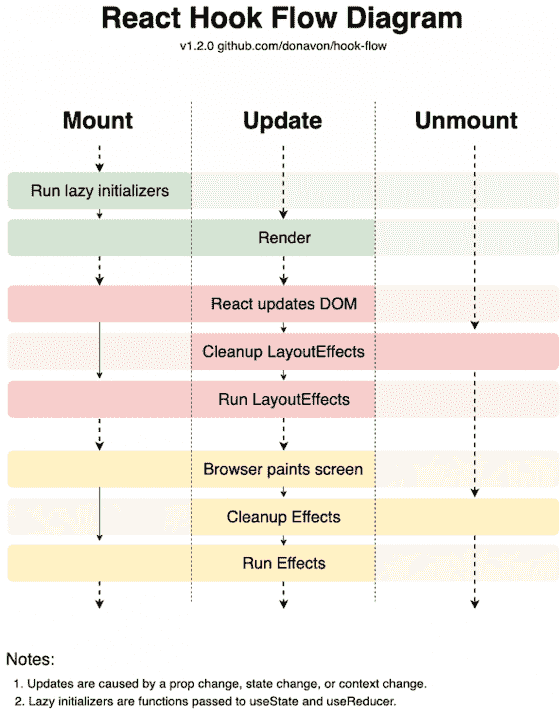 React Hook Flow Diagram
v1.2.0 github.com/donavon/hook-flow
Mount Update Unmount
Run lazy initializers
Render
React updates DOM
Cleanup LayoutEffects
Run LayoutEffects
Browser paints screen
Cleanup Effects
Run Effects
Notes:
1. Updates are caused by a prop change, state change, or context change.
2. Lazy initializers are functions passed to useState and useReducer.